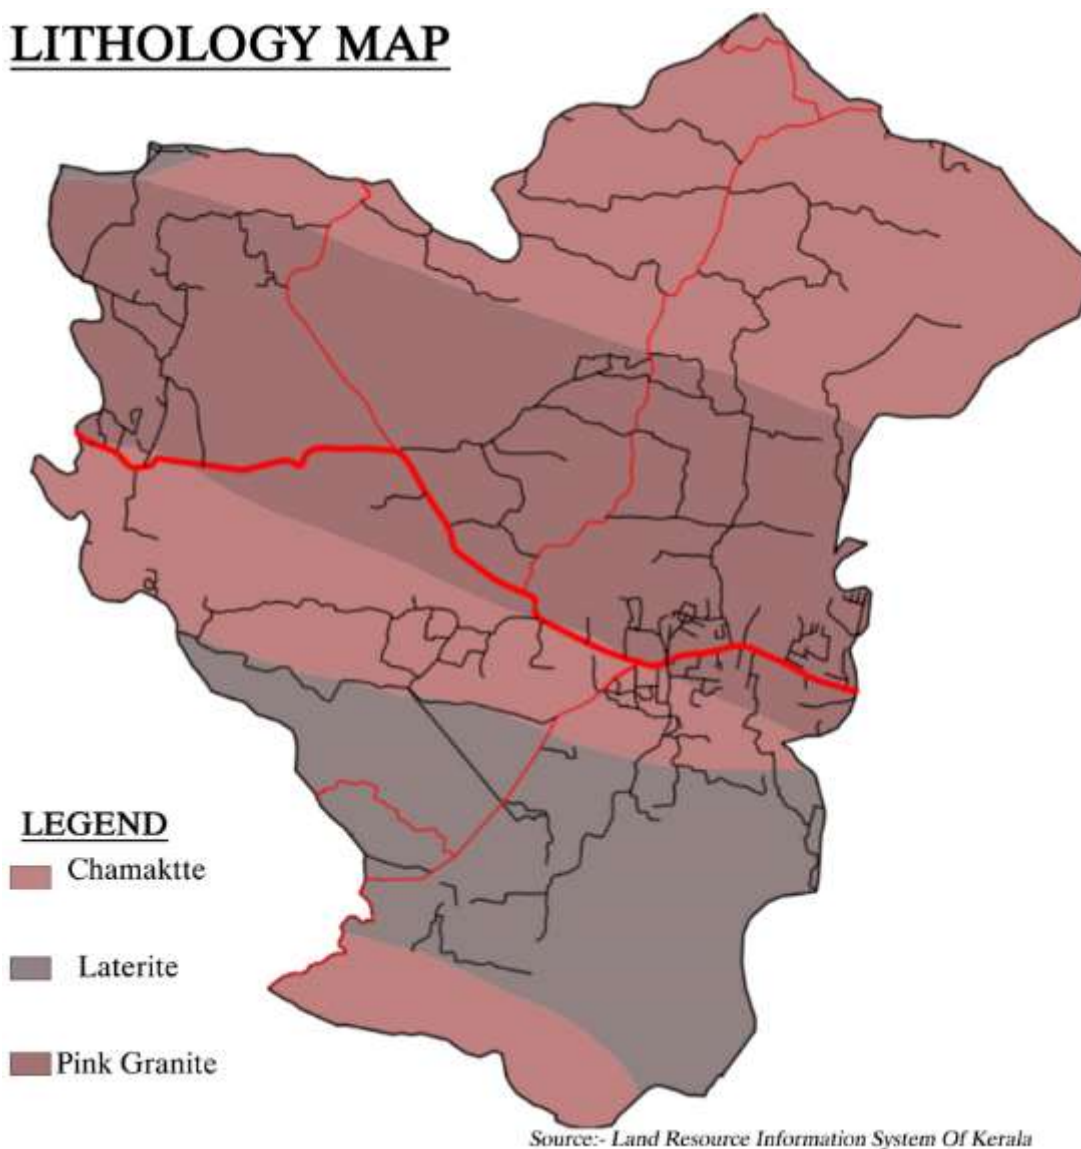 LITHOLOGY MAP
LEGEND
Chamaktte
Laterite
Pink Granite
Source:- Land Resource Information System Of Kerala